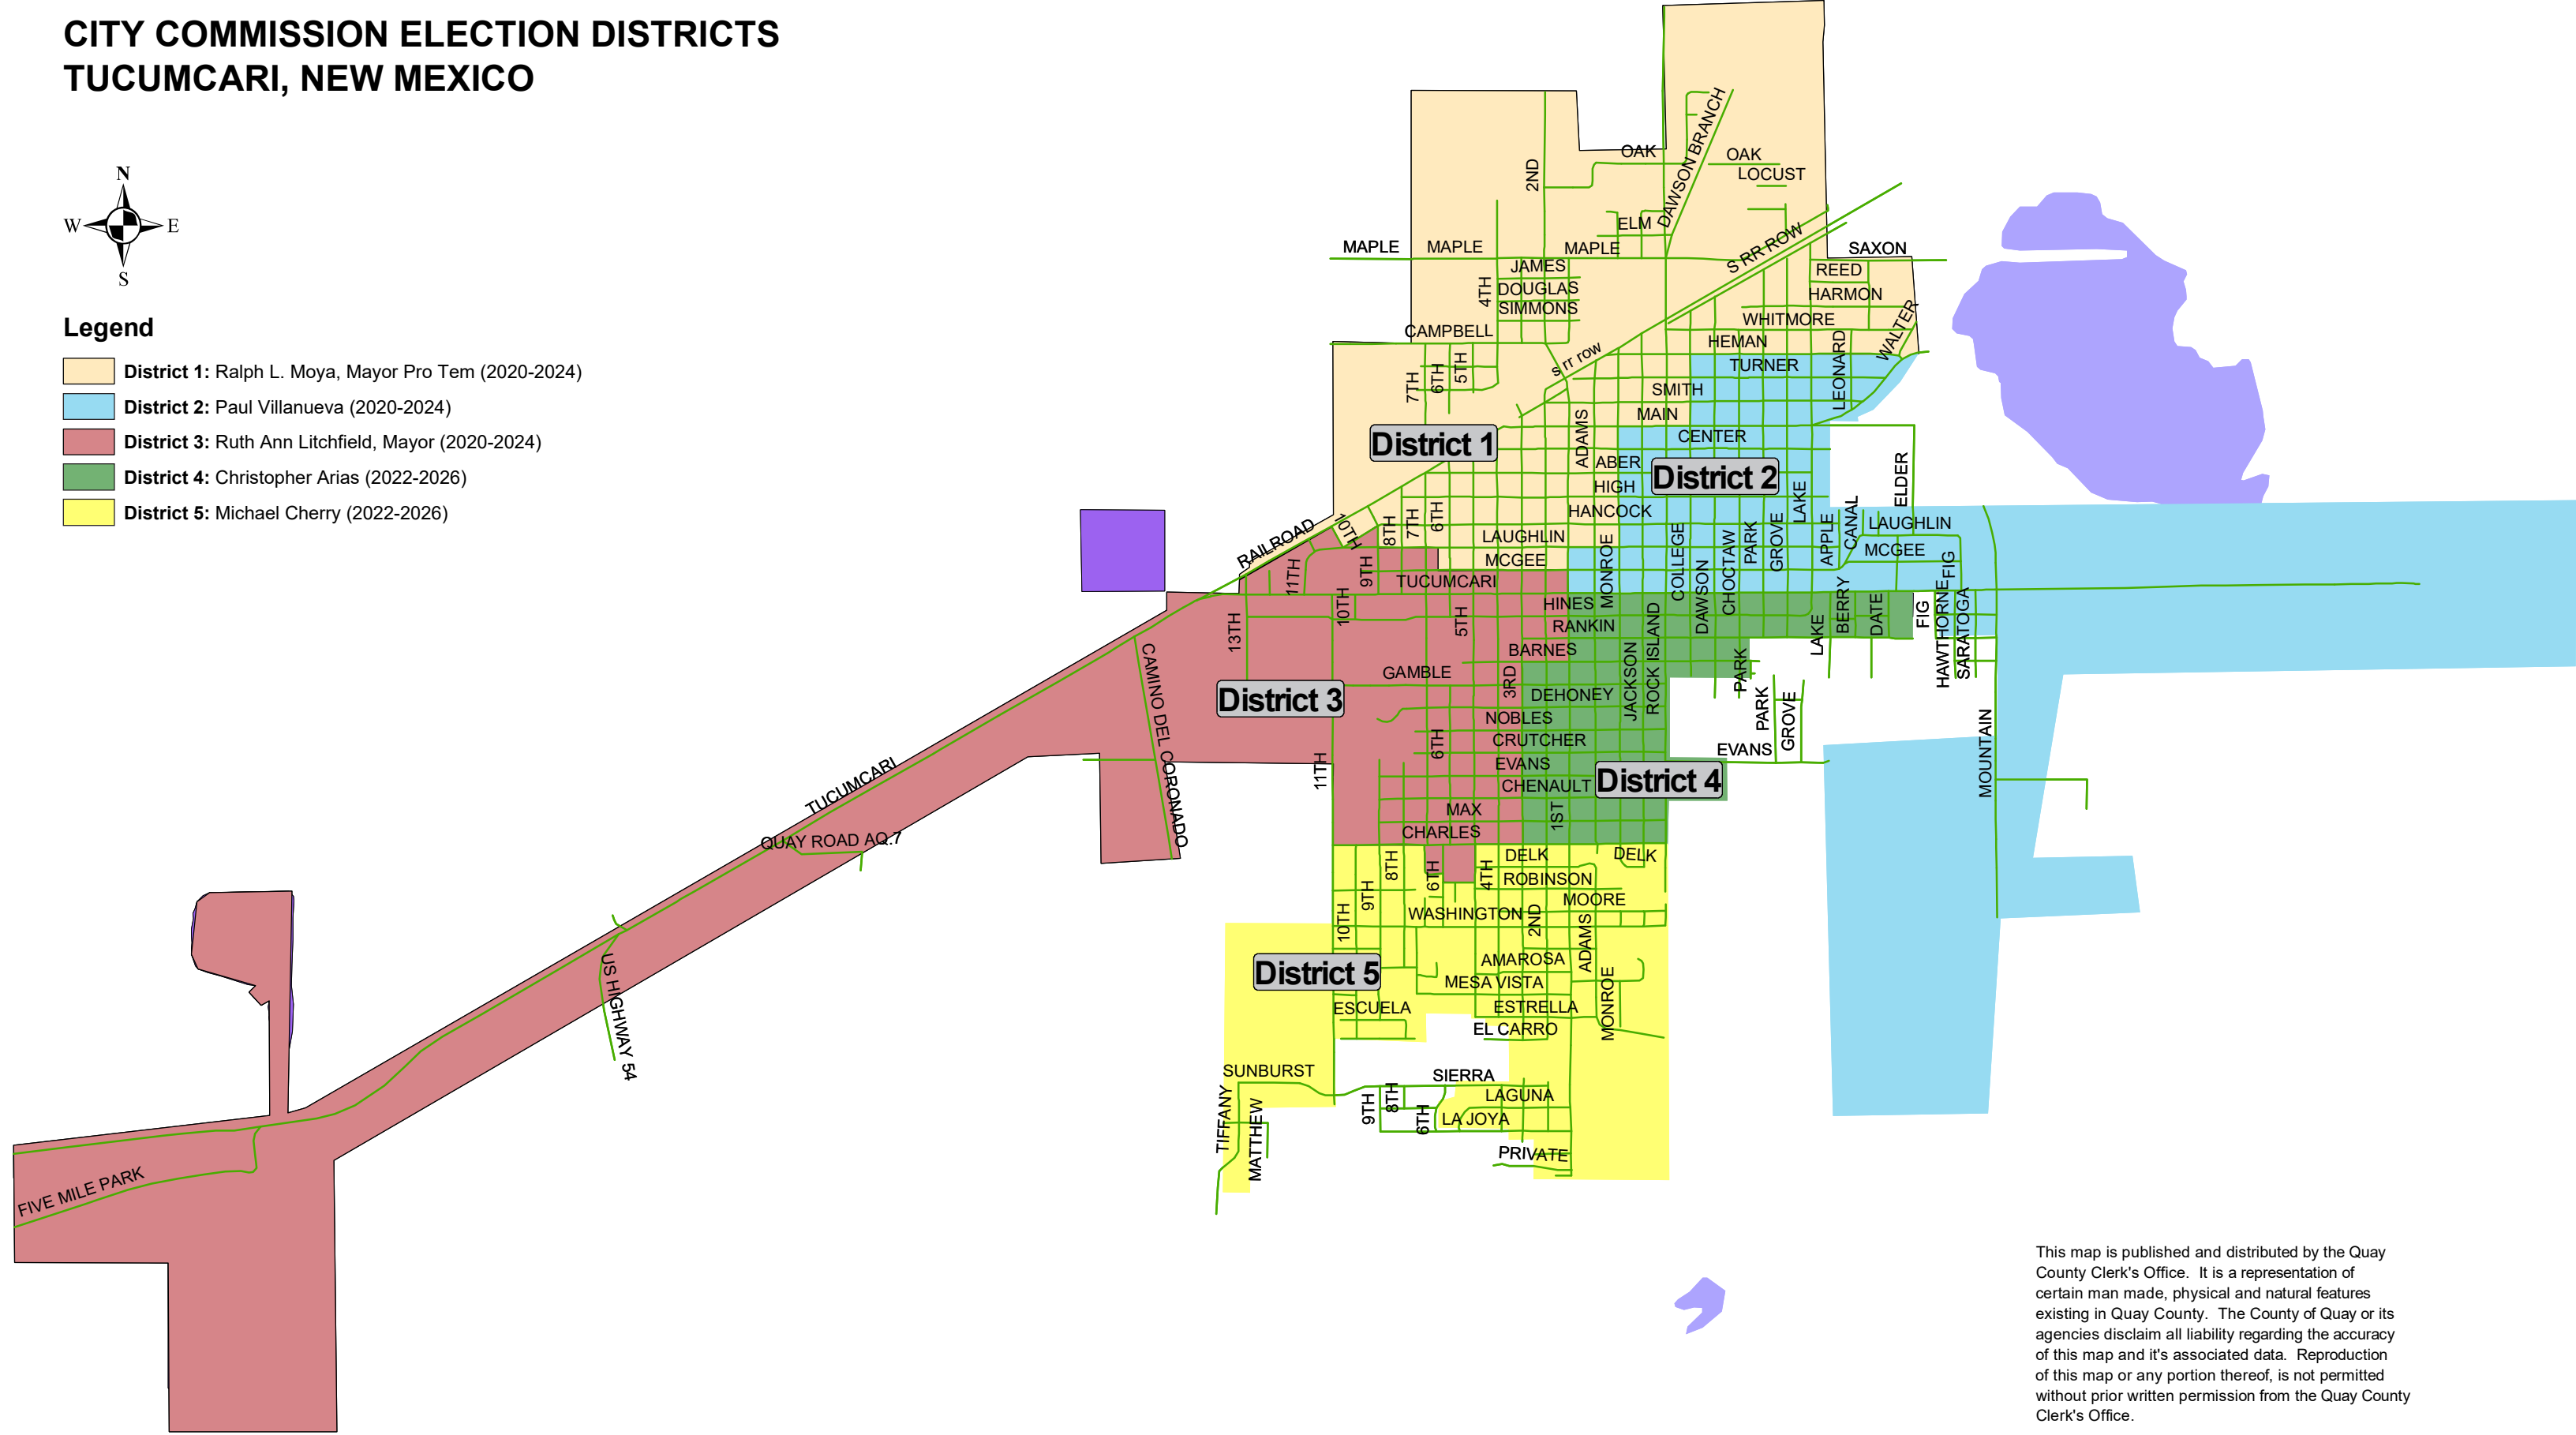 CITY COMMISSION ELECTION DISTRICTS
TUCUMCARI, NEW MEXICO
N
W E
S
Legend
District 1: Ralph L. Moya, Mayor Pro Tem (2020-2024)
District 2: Paul Villanueva (2020-2024)
District 3: Ruth Ann Litchfield, Mayor (2020-2024)
District 4: Christopher Arias (2022-2026)
District 5: Michael Cherry (2022-2026)
DAWSON BRANCH
OAK
OAK
LOCUST
2ND
ELM
MAPLE
MAPLE
MAPLE
S RR ROW
SAXON
JAMES
REED
4TH
DOUGLAS
HARMON
SIMMONS
WHITMORE
WALTER
CAMPBELL
HEMAN
s rr row
TURNER
LEONARD
7TH
6TH
5TH
SMITH
MAIN
ADAMS
CENTER
District 1
ABER
District 2
HIGH
LAKE
ELDER
HANCOCK
CANAL
LAUGHLIN
RAILROAD
10TH
8TH
7TH
6TH
LAUGHLIN
COLLEGE
PARK
GROVE
APPLE
MCGEE
MCGEE
FIG
11TH
9TH
TUCUMCARI
MONROE
DAWSON
CHOCTAW
10TH
HINES
BERRY
DATE
FIG
HAWTHORNE
SARATOGA
13TH
5TH
RANKIN
ROCK ISLAND
LAKE
BARNES
JACKSON
PARK
GAMBLE
3RD
CAMINO DEL CORONADO
District 3
DEHONEY
PARK
GROVE
NOBLES
6TH
CRUTCHER
EVANS
MOUNTAIN
11TH
EVANS
TUCUMCARI
CHENAULT
District 4
MAX
1ST
CHARLES
QUAY ROAD AQ.7
DELK
DELK
8TH
6TH
4TH
ROBINSON
9TH
MOORE
WASHINGTON
10TH
2ND
ADAMS
AMAROSA
District 5
MESA VISTA
US HIGHWAY 54
ESCUELA
ESTRELLA
MONROE
EL CARRO
SUNBURST
SIERRA
LAGUNA
9TH
8TH
6TH
LA JOYA
TIFFANY
MATTHEW
PRIVATE
FIVE MILE PARK
This map is published and distributed by the Quay
County Clerk's Office.  It is a representation of
certain man made, physical and natural features
existing in Quay County.  The County of Quay or its
agencies disclaim all liability regarding the accuracy
of this map and it's associated data.  Reproduction
of this map or any portion thereof, is not permitted
without prior written permission from the Quay County
Clerk's Office.